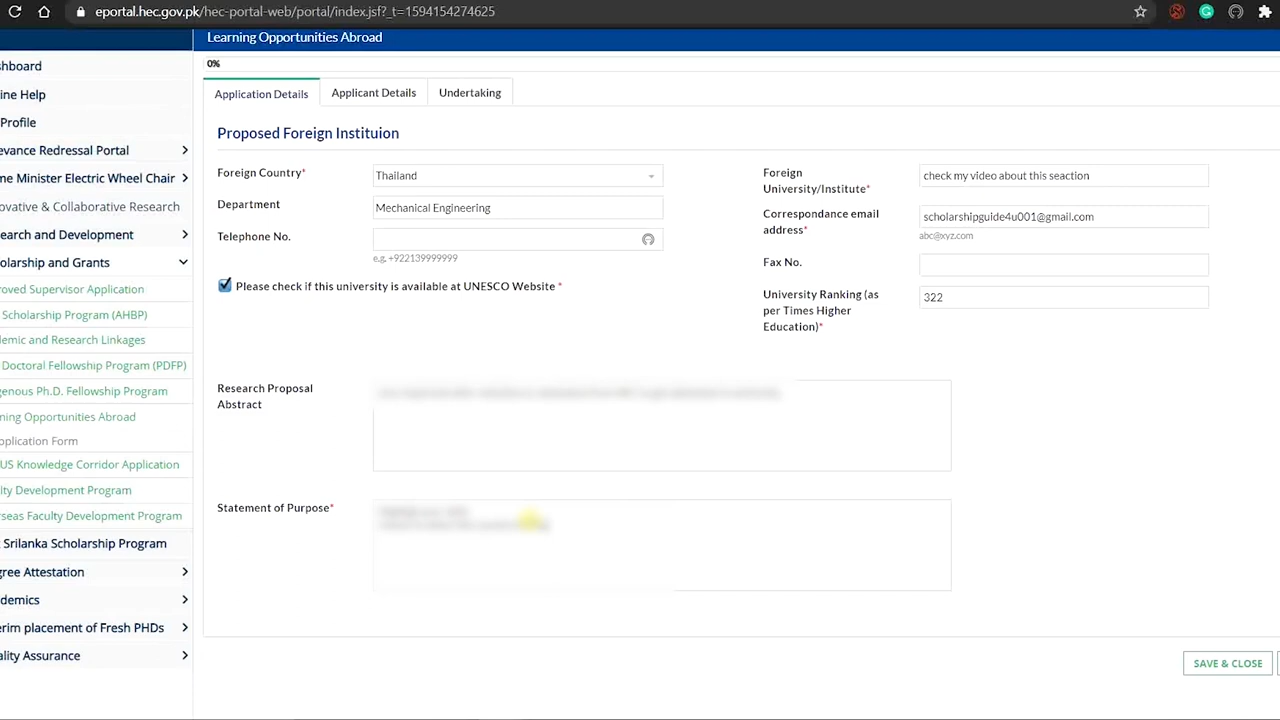 eportal.hec.gov.pk/hec-portal-web/portal/index.jsf?_t=1594154274625
Learning Opportunities Abroad
0%
Application Details
Applicant Details
Undertaking
shboard
ine Help
Profile
evance Redressal Portal
me Minister Electric Wheel Chair
ovative & Collaborative Research
earch and Development
olarship and Grants
roved Supervisor Application
Scholarship Program (AHBP)
demic and Research Linkages
Doctoral Fellowship Program (PDFP)
genous Ph.D. Fellowship Program
rning Opportunities Abroad
pplication Form
US Knowledge Corridor Application
lty Development Program
rseas Faculty Development Program
Srilanka Scholarship Program
gree Attestation
demics
erim placement of Fresh PHDs
ality Assurance
Proposed Foreign Instituion
Foreign Country*
Thailand
Department
Mechanical Engineering
Telephone No.
e.g. +922139999999
Please check if this university is available at UNESCO Website *
Foreign
University/Institute*
check my video about this seaction
Correspondance email
address*
scholarshipguide4u001@gmail.com
abc@xyz.com
Fax No.
University Ranking (as
per Times Higher
Education)*
322
Research Proposal
Abstract
Statement of Purpose*
SAVE & CLOSE